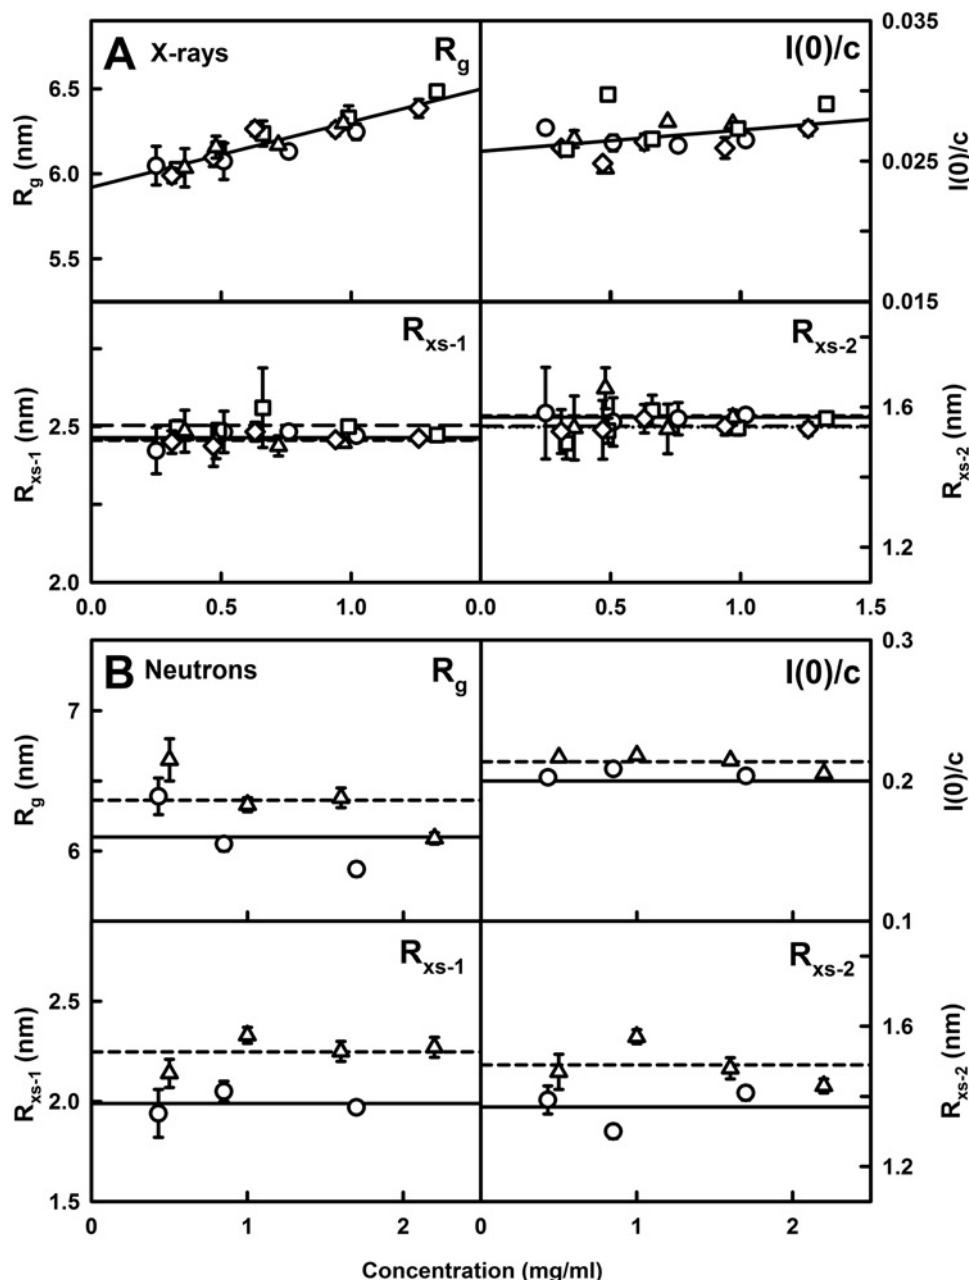 A X-rays
R_g
I(0)/c
0.035
6.5
6.0
5.5
R_g (nm)
0.025
0.015
I(0)/c
R_xs-1
R_xs-2
2.5
2.0
R_xs-1 (nm)
1.6
1.2
R_xs-2 (nm)
0.0 0.5 1.0 0.0 0.5 1.0 1.5
B Neutrons
R_g
I(0)/c
0.3
7
6
R_g (nm)
0.2
0.1
I(0)/c
R_xs-1
R_xs-2
2.5
2.0
1.5
R_xs-1 (nm)
1.6
1.2
R_xs-2 (nm)
0 1 2 0 1 2
Concentration (mg/ml)